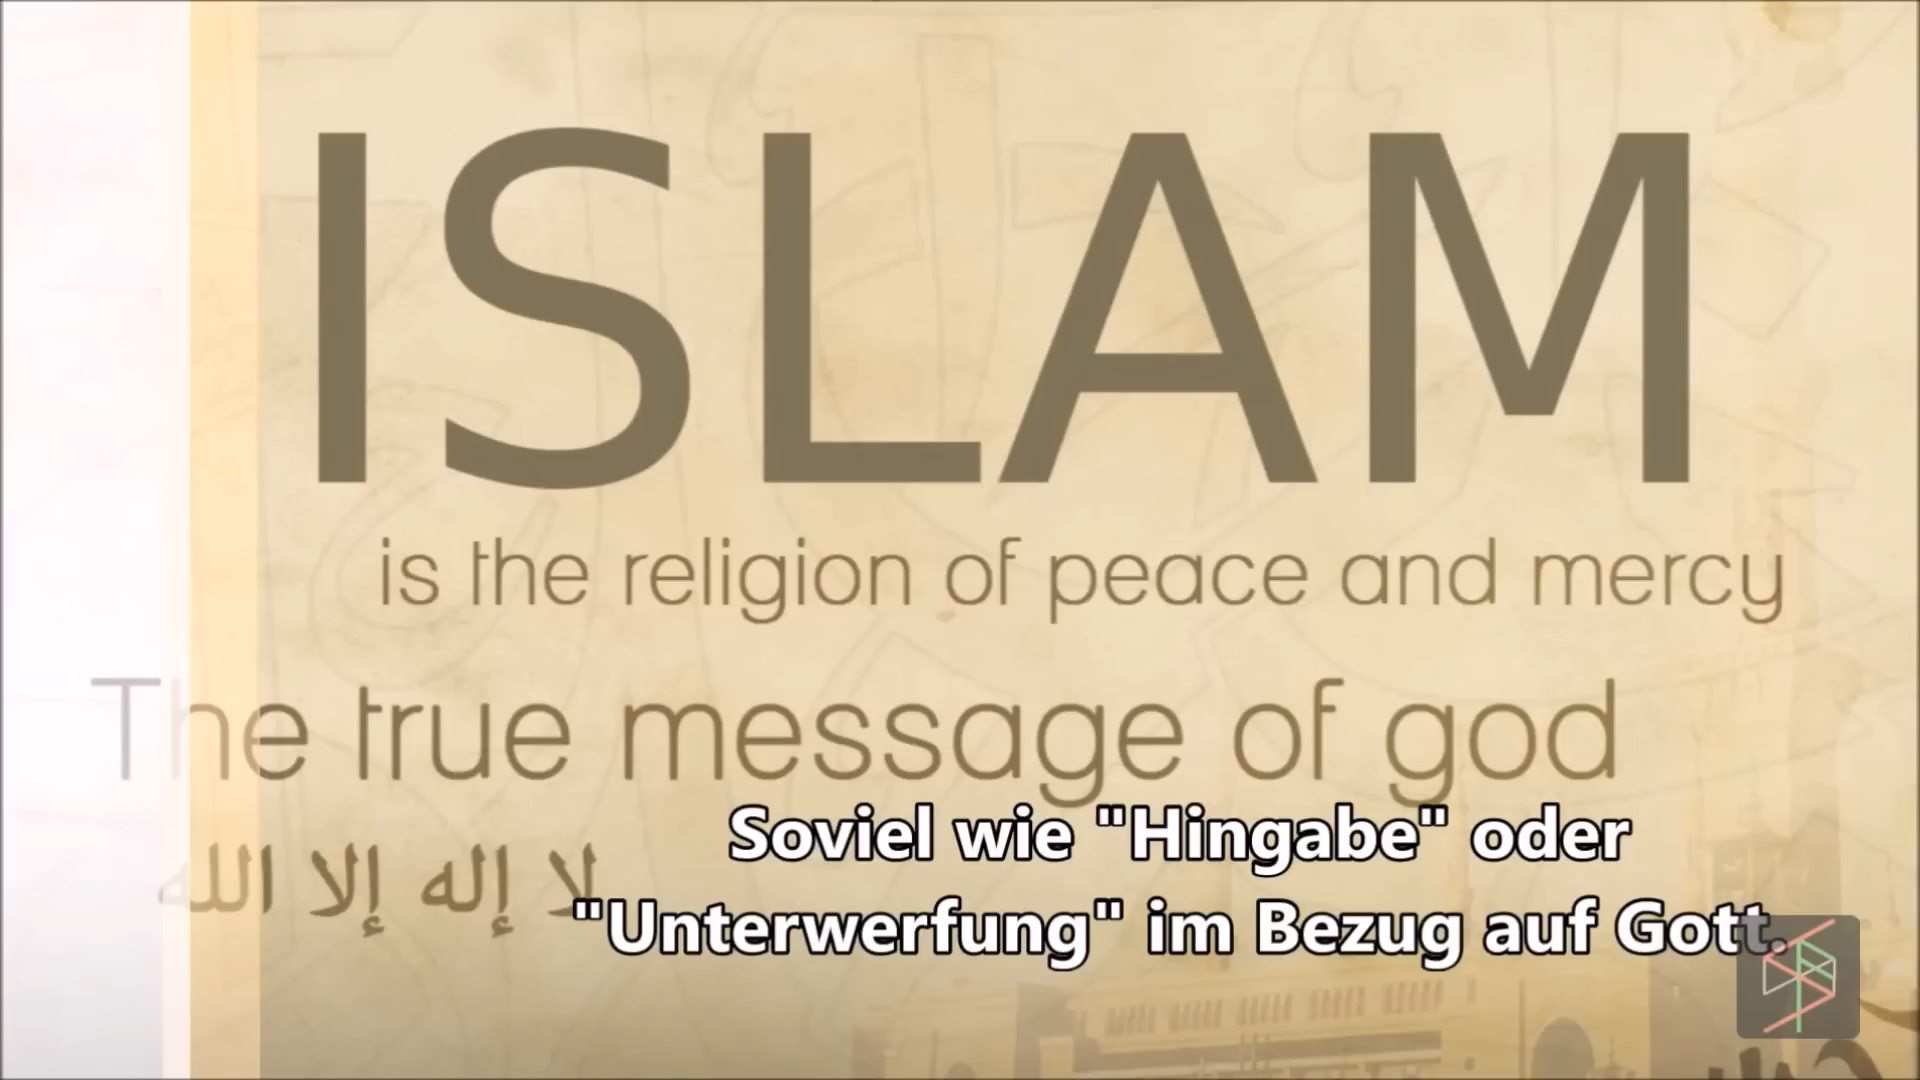 ISLAM
is the religion of peace and mercy
The true message of god
لا إله إلا الله
Soviel wie "Hingabe" oder
"Unterwerfung" im Bezug auf Gott.